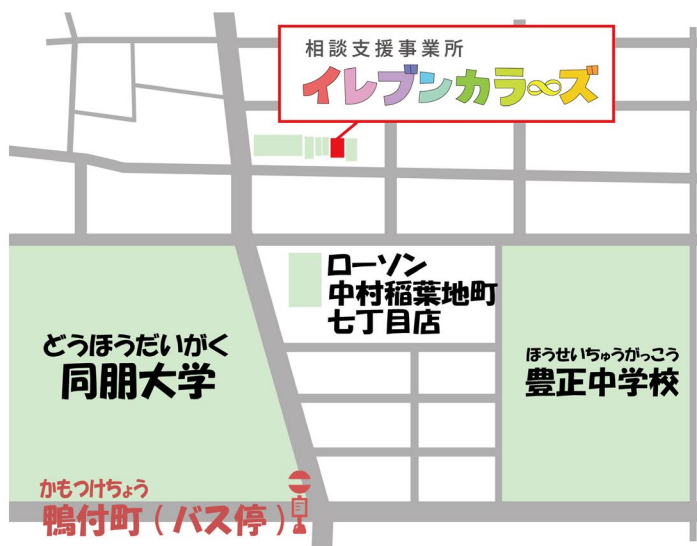 相談支援事業所
イレブンカラ∞ズ
ローソン
中村稲葉地町
七丁目店
どうほうだいがく
同朋大学
ほうせいちゅうがっこう
豊正中学校
かもつけちょう
鴨付町(バス停)